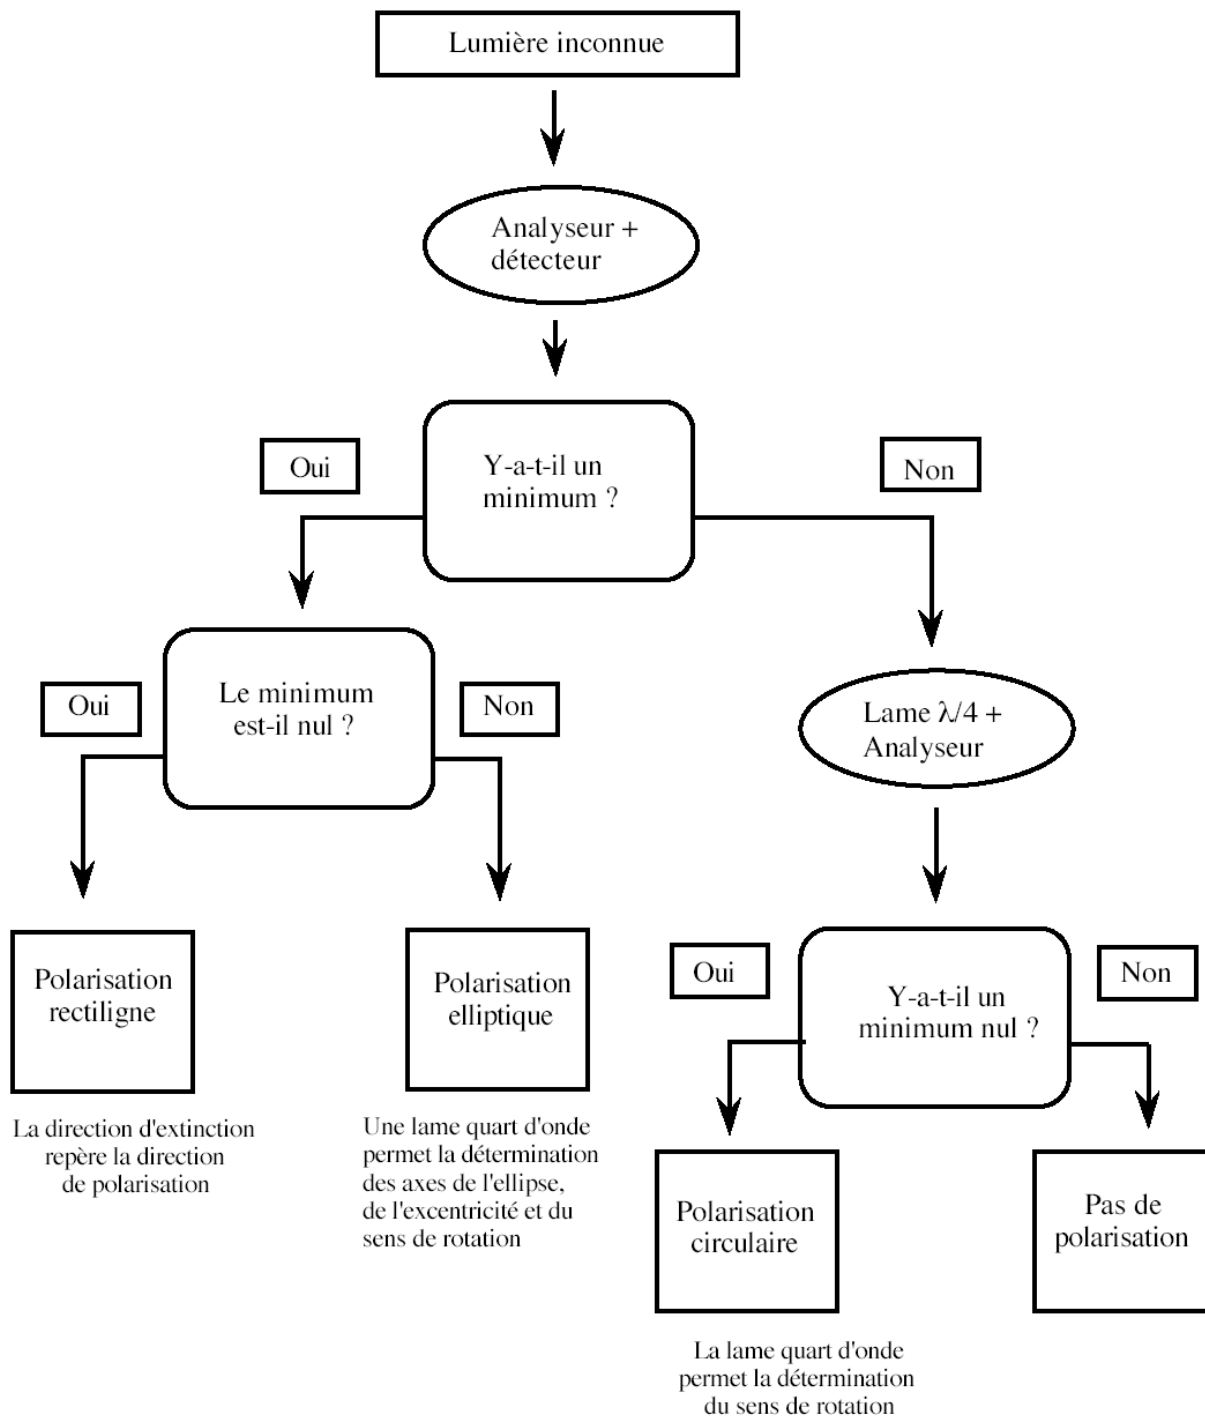 Lumière inconnue
Analyseur +
détecteur
Y-a-t-il un
minimum ?
Oui
Non
Le minimum
est-il nul ?
Oui
Non
Lame λ/4 +
Analyseur
Polarisation
rectiligne
Polarisation
elliptique
Oui
Y-a-t-il un
minimum nul ?
Non
La direction d'extinction
repère la direction
de polarisation
Une lame quart d'onde
permet la détermination
des axes de l'ellipse,
de l'excentricité et du
sens de rotation
Polarisation
circulaire
Pas de
polarisation
La lame quart d'onde
permet la détermination
du sens de rotation